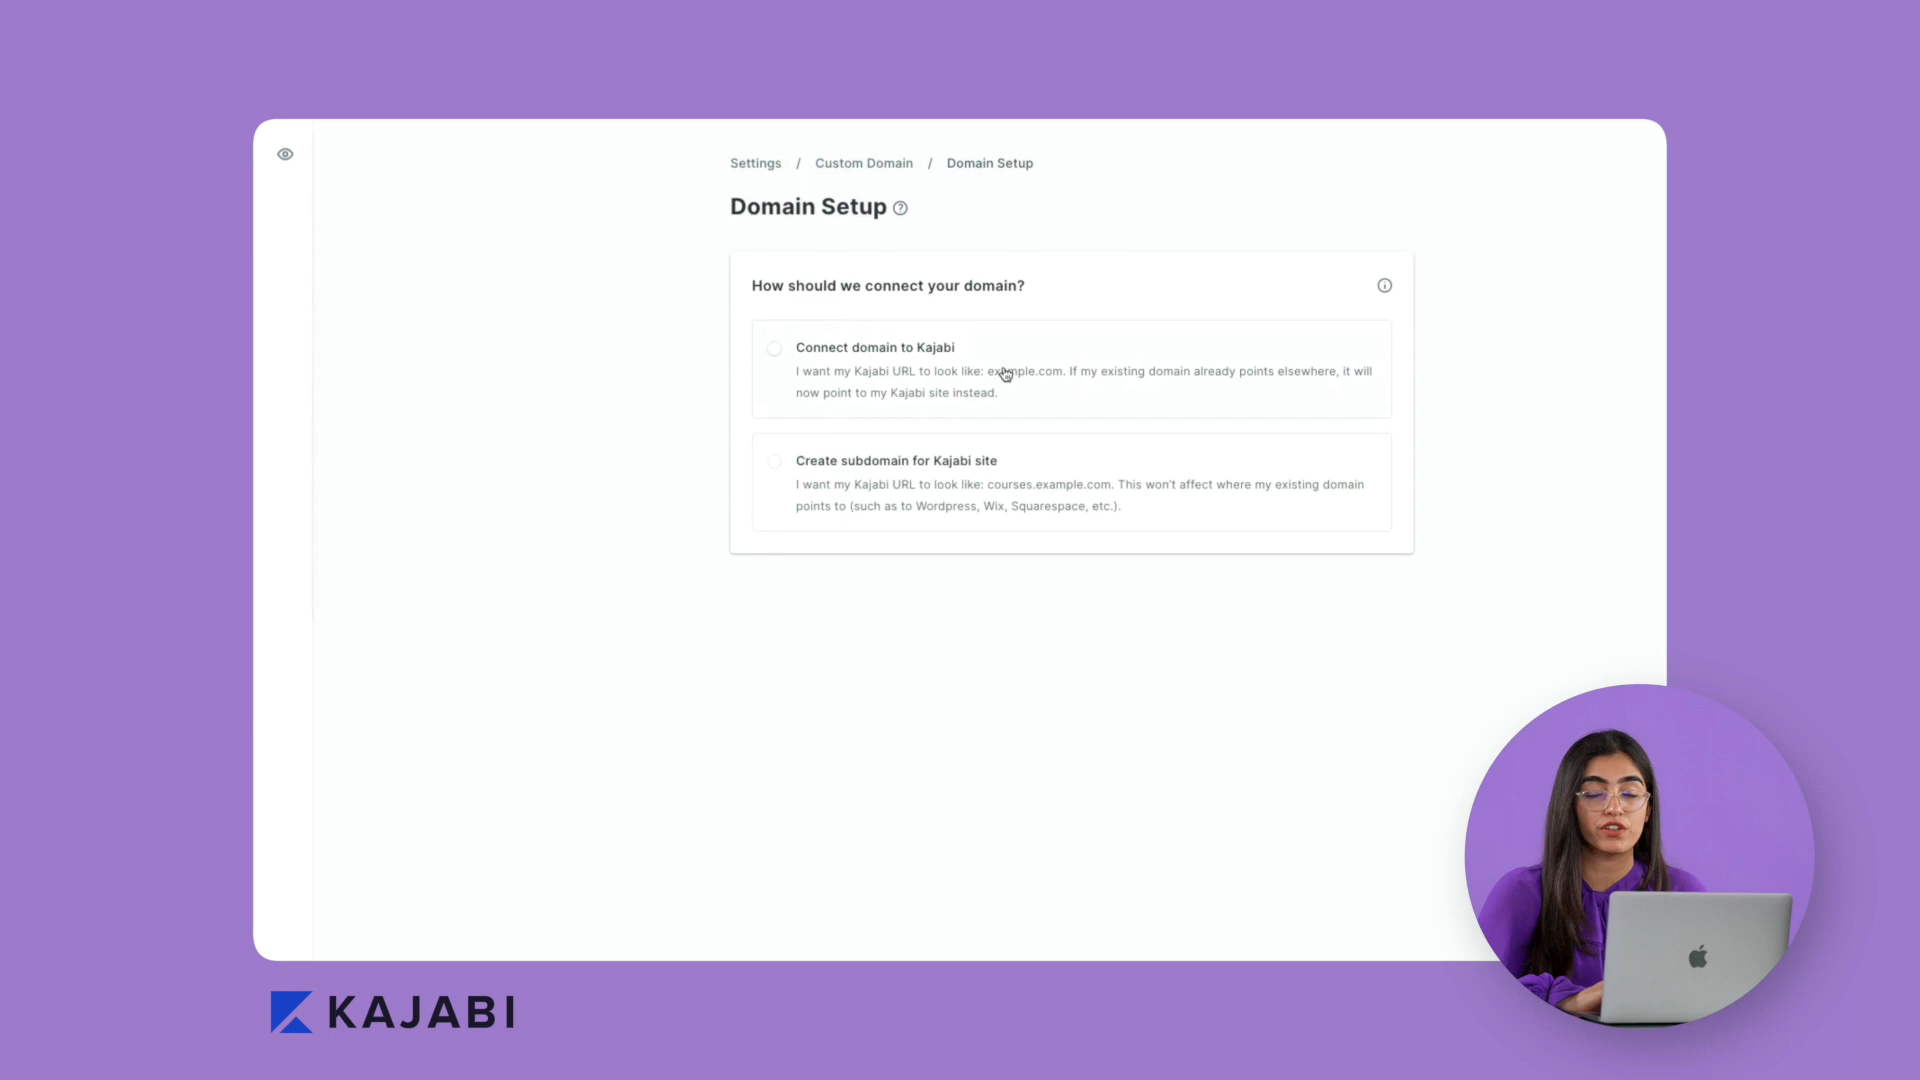 Settings / Custom Domain / Domain Setup
Domain Setup
How should we connect your domain?
Connect domain to Kajabi
I want my Kajabi URL to look like: example.com. If my existing domain already points elsewhere, it will
now point to my Kajabi site instead.
Create subdomain for Kajabi site
I want my Kajabi URL to look like: courses.example.com. This won't affect where my existing domain
points to (such as to Wordpress, Wix, Squarespace, etc.).
KAJABI